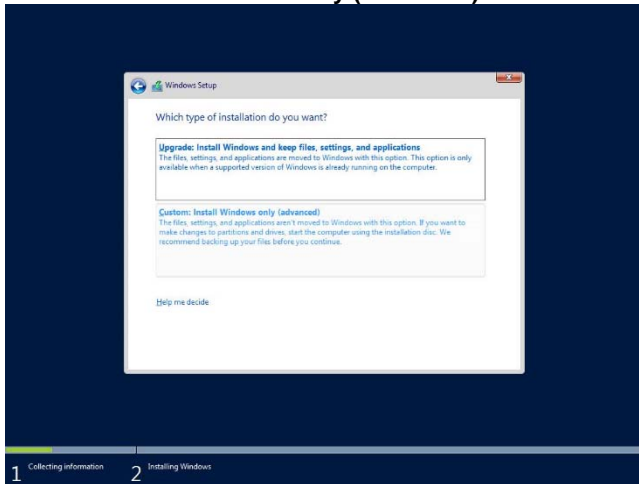 Windows Setup
Which type of installation do you want?
Upgrade: Install Windows and keep files, settings, and applications
The files, settings, and applications are moved to Windows with this option. This option is only
available when a supported version of Windows is already running on the computer.
Custom: Install Windows only (advanced)
The files, settings, and applications aren't moved to Windows with this option. If you want to
make changes to partitions and drives, start the computer using the installation disc. We
recommend backing up your files before you continue.
Help me decide
1 Collecting information 2 Installing Windows